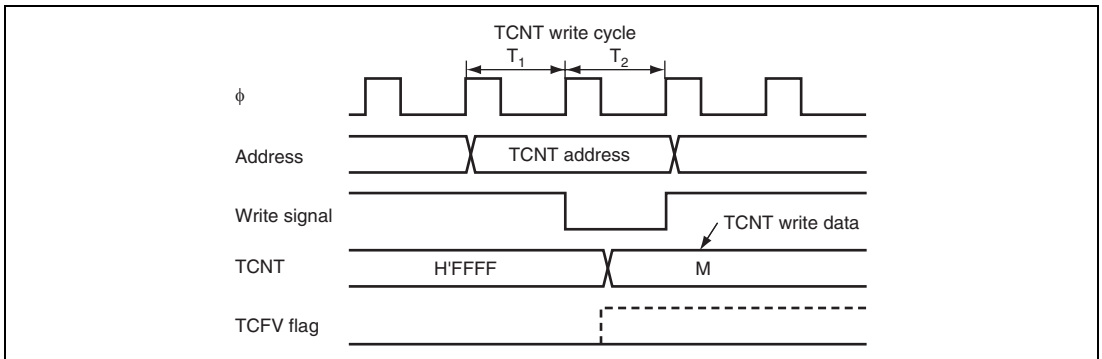 TCNT write cycle
T1 T2
ϕ
Address TCNT address
Write signal
TCNT write data
TCNT H'FFFF M
TCFV flag